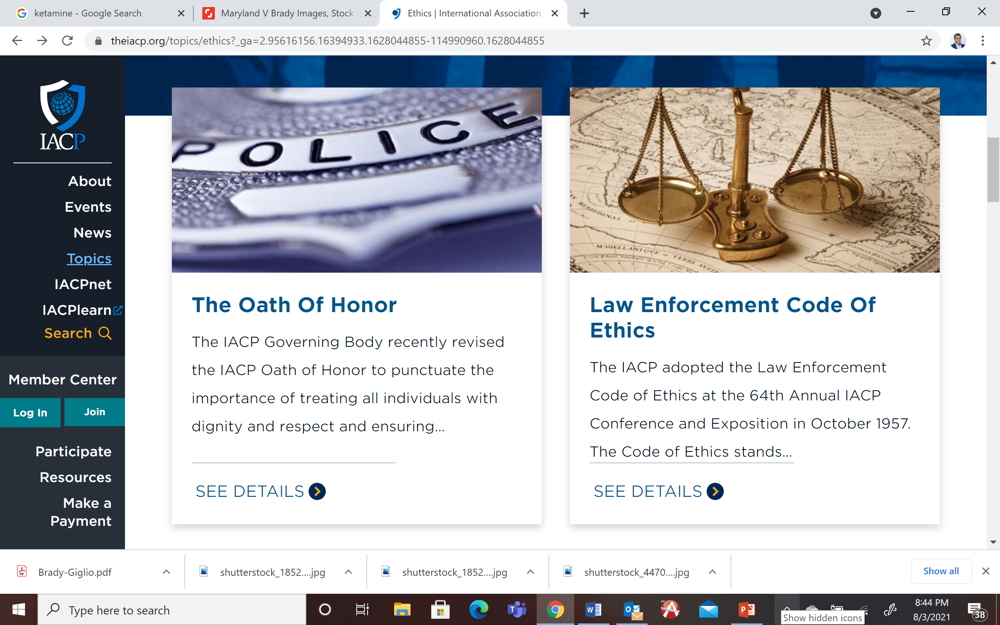 ketamine - Google Search
Maryland V Brady Images, Stock
Ethics | International Association
theiacp.org/topics/ethics?_ga=2.95616156.16394933.1628044855-114990960.1628044855
IACP
About
Events
News
Topics
IACPnet
IACPlearn
Search
Member Center
Log In
Join
Participate
Resources
Make a
Payment
POLICE
MERIDIONAL
MAGELLANIQVE
TERRE
The Oath Of Honor
The IACP Governing Body recently revised
the IACP Oath of Honor to punctuate the
importance of treating all individuals with
dignity and respect and ensuring...
SEE DETAILS
Law Enforcement Code Of
Ethics
The IACP adopted the Law Enforcement
Code of Ethics at the 64th Annual IACP
Conference and Exposition in October 1957.
The Code of Ethics stands...
SEE DETAILS
Brady-Giglio.pdf
shutterstock_1852....jpg
shutterstock_1852....jpg
shutterstock_4470....jpg
Show all
Type here to search
Show hidden icons
8:44 PM
8/3/2021
38